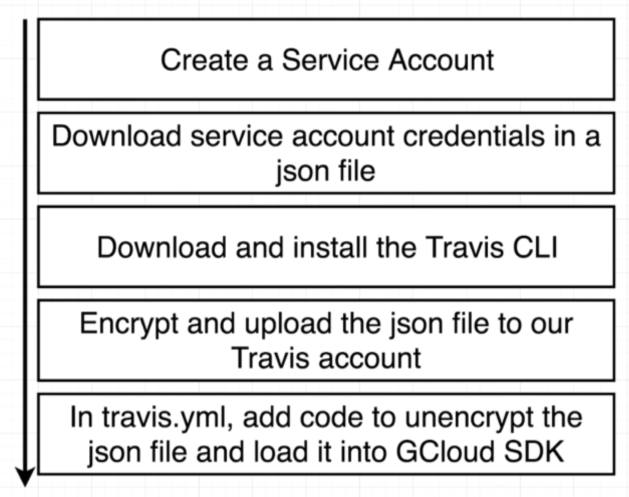 Create a Service Account
Download service account credentials in a
json file
Download and install the Travis CLI
Encrypt and upload the json file to our
Travis account
In travis.yml, add code to unencrypt the
json file and load it into GCloud SDK